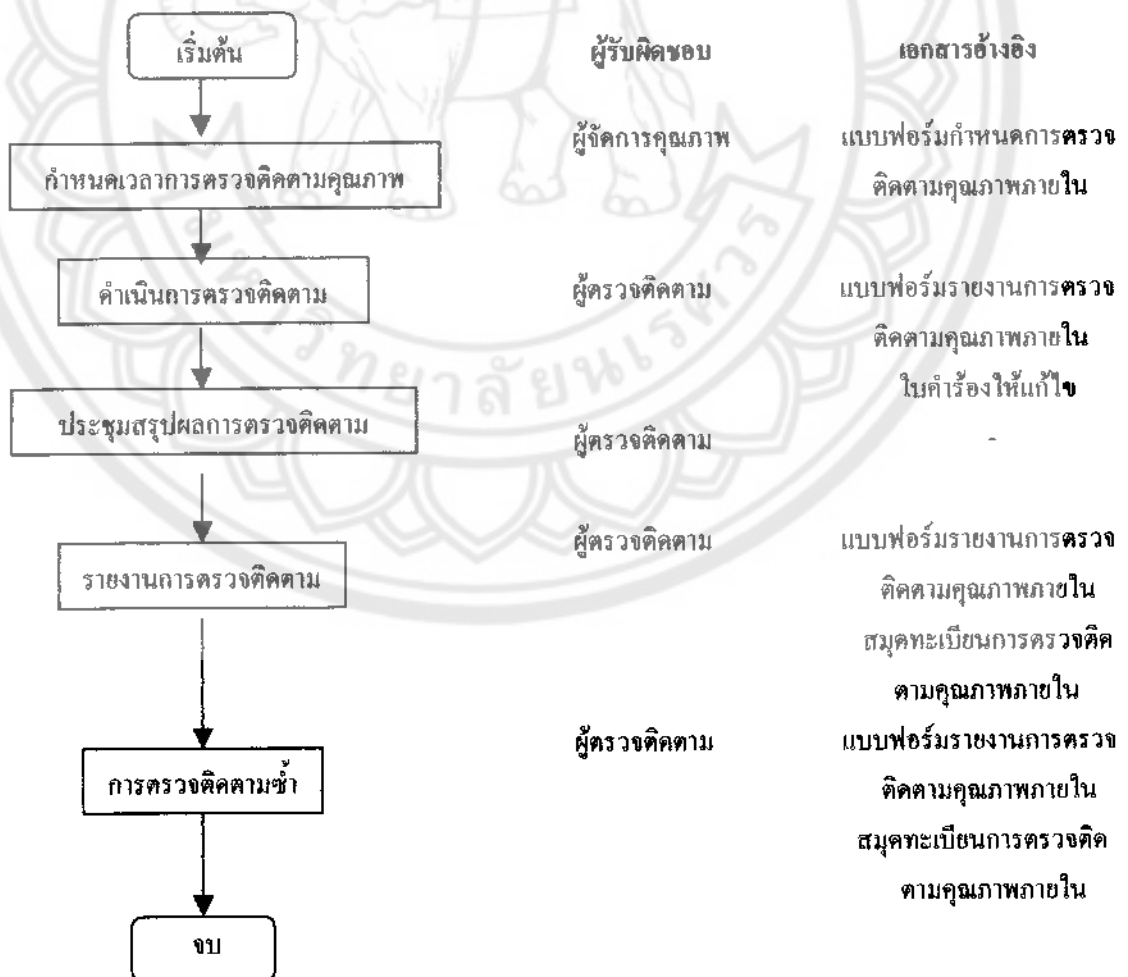 เริ่มต้น ผู้รับผิดชอบ เอกสารอ้างอิง
กำหนดเวลาการตรวจติดตามคุณภาพ ผู้จัดการคุณภาพ แบบฟอร์มกำหนดการตรวจ
ติดตามคุณภาพภายใน
ดำเนินการตรวจติดตาม ผู้ตรวจติดตาม แบบฟอร์มรายงานการตรวจ
ติดตามคุณภาพภายใน
ใบคำร้องให้แก้ไข
ประชุมสรุปผลการตรวจติดตาม ผู้ตรวจติดตาม -
รายงานการตรวจติดตาม ผู้ตรวจติดตาม แบบฟอร์มรายงานการตรวจ
ติดตามคุณภาพภายใน
สมุดทะเบียนการตรวจติด
ตามคุณภาพภายใน
การตรวจติดตามซ้ำ ผู้ตรวจติดตาม แบบฟอร์มรายงานการตรวจ
ติดตามคุณภาพภายใน
สมุดทะเบียนการตรวจติด
ตามคุณภาพภายใน
จบ
มหาวิทยาลัยนเรศวร